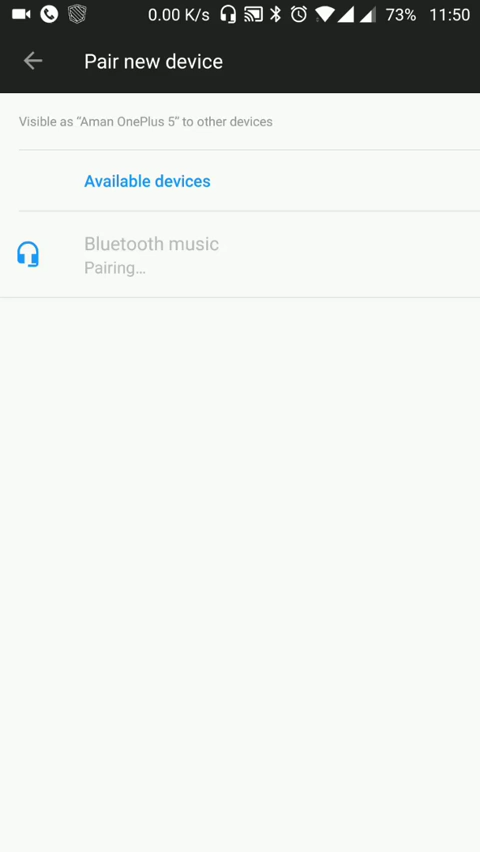 0.00 K/s 73% 11:50
Pair new device
Visible as "Aman OnePlus 5" to other devices
Available devices
Bluetooth music
Pairing...